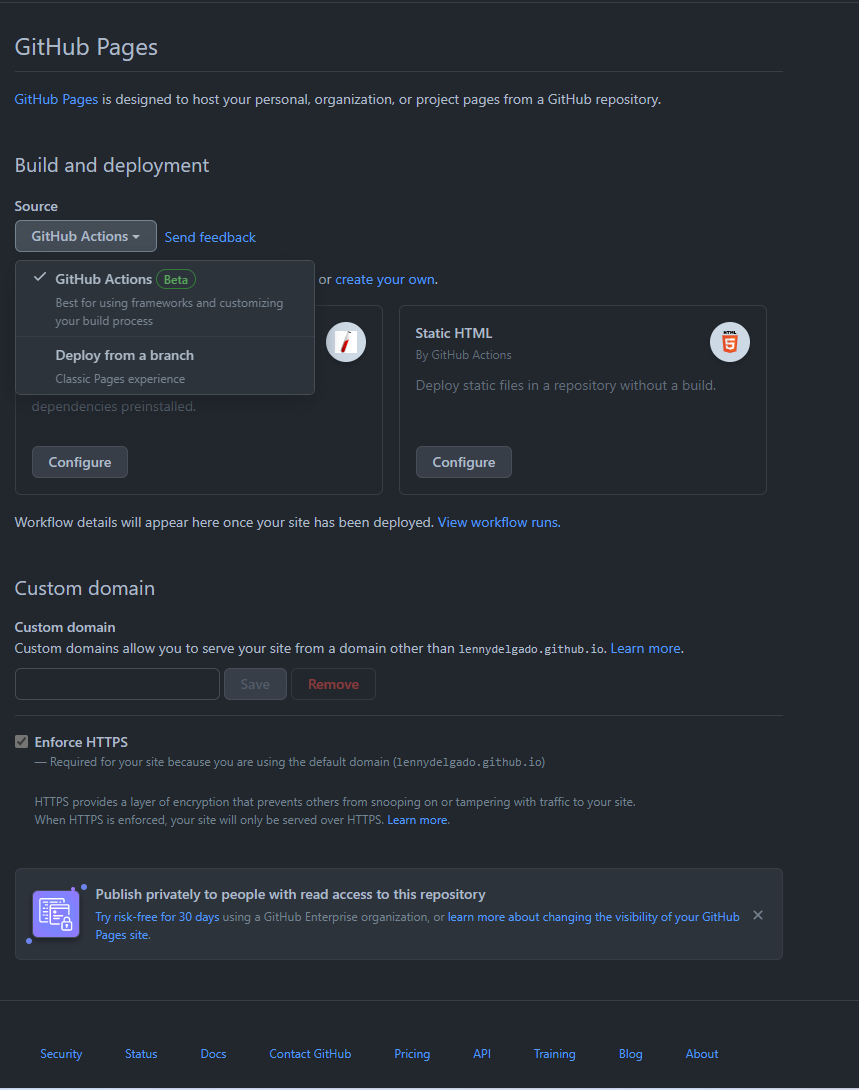 GitHub Pages
GitHub Pages is designed to host your personal, organization, or project pages from a GitHub repository.
Build and deployment
Source
GitHub Actions
Send feedback
GitHub Actions Beta
Best for using frameworks and customizing
your build process
Deploy from a branch
Classic Pages experience
or create your own.
dependencies preinstalled.
Configure
Static HTML
By GitHub Actions
HTML
5
Deploy static files in a repository without a build.
Configure
Workflow details will appear here once your site has been deployed. View workflow runs.
Custom domain
Custom domain
Custom domains allow you to serve your site from a domain other than lennydelgado.github.io. Learn more.
Save
Remove
Enforce HTTPS
— Required for your site because you are using the default domain (lennydelgado.github.io)
HTTPS provides a layer of encryption that prevents others from snooping on or tampering with traffic to your site.
When HTTPS is enforced, your site will only be served over HTTPS. Learn more.
Publish privately to people with read access to this repository
Try risk-free for 30 days using a GitHub Enterprise organization, or learn more about changing the visibility of your GitHub
Pages site.
Security
Status
Docs
Contact GitHub
Pricing
API
Training
Blog
About